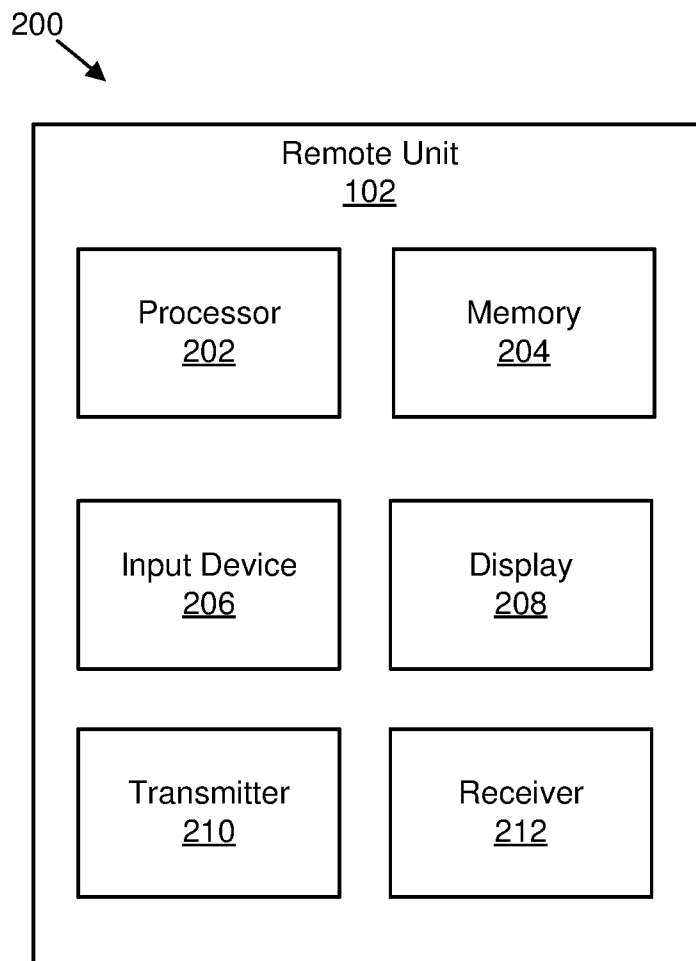 200
Remote Unit
102
Processor
202
Memory
204
Input Device
206
Display
208
Transmitter
210
Receiver
212